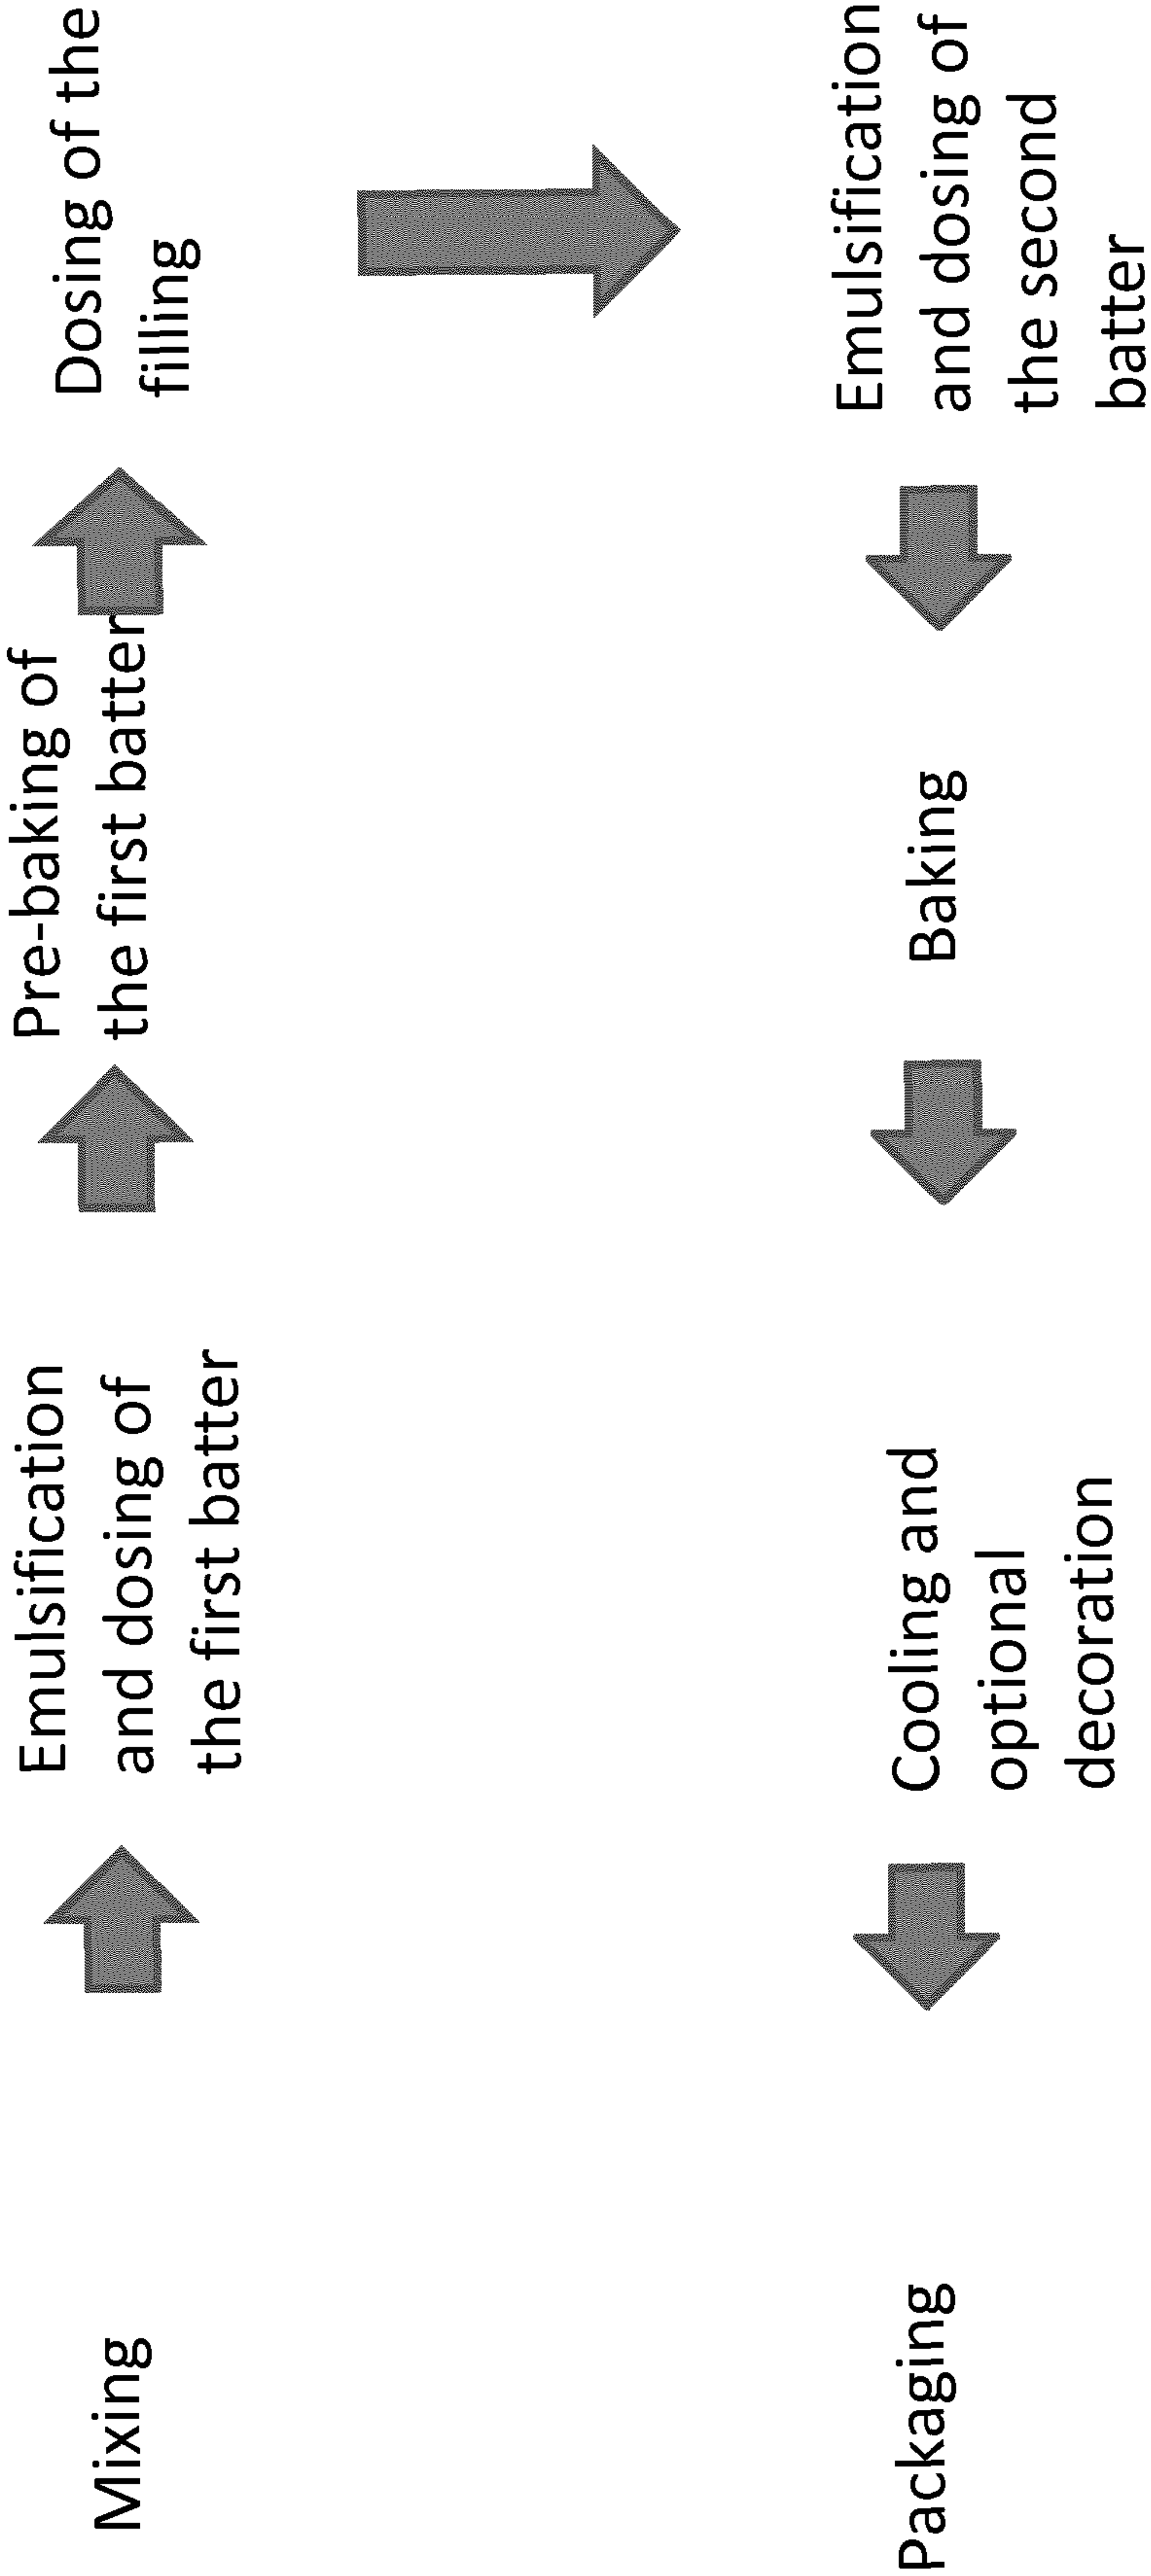 Mixing
Emulsification
and dosing of
the first batter
Pre-baking of
the first batter
Dosing of the
filling
Emulsification
and dosing of
the second
batter
Baking
Cooling and
optional
decoration
Packaging